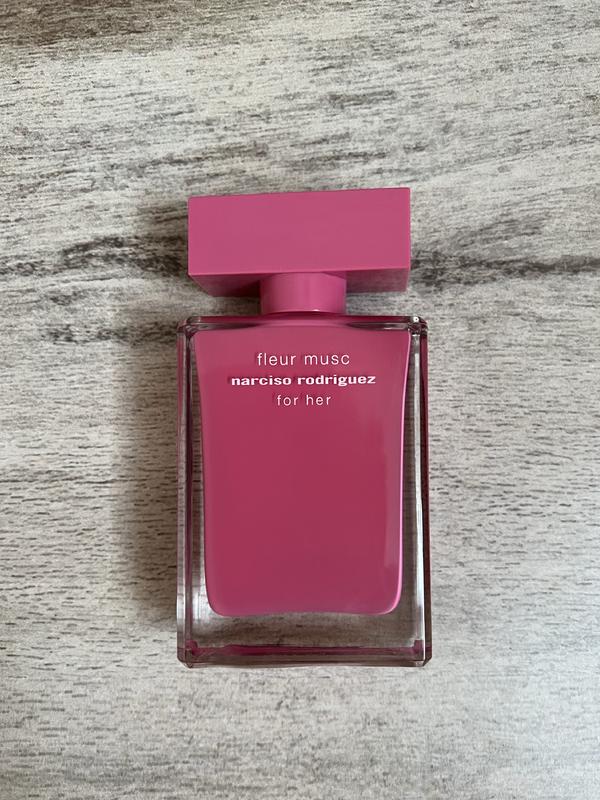 fleur musc
narciso rodriguez
for her